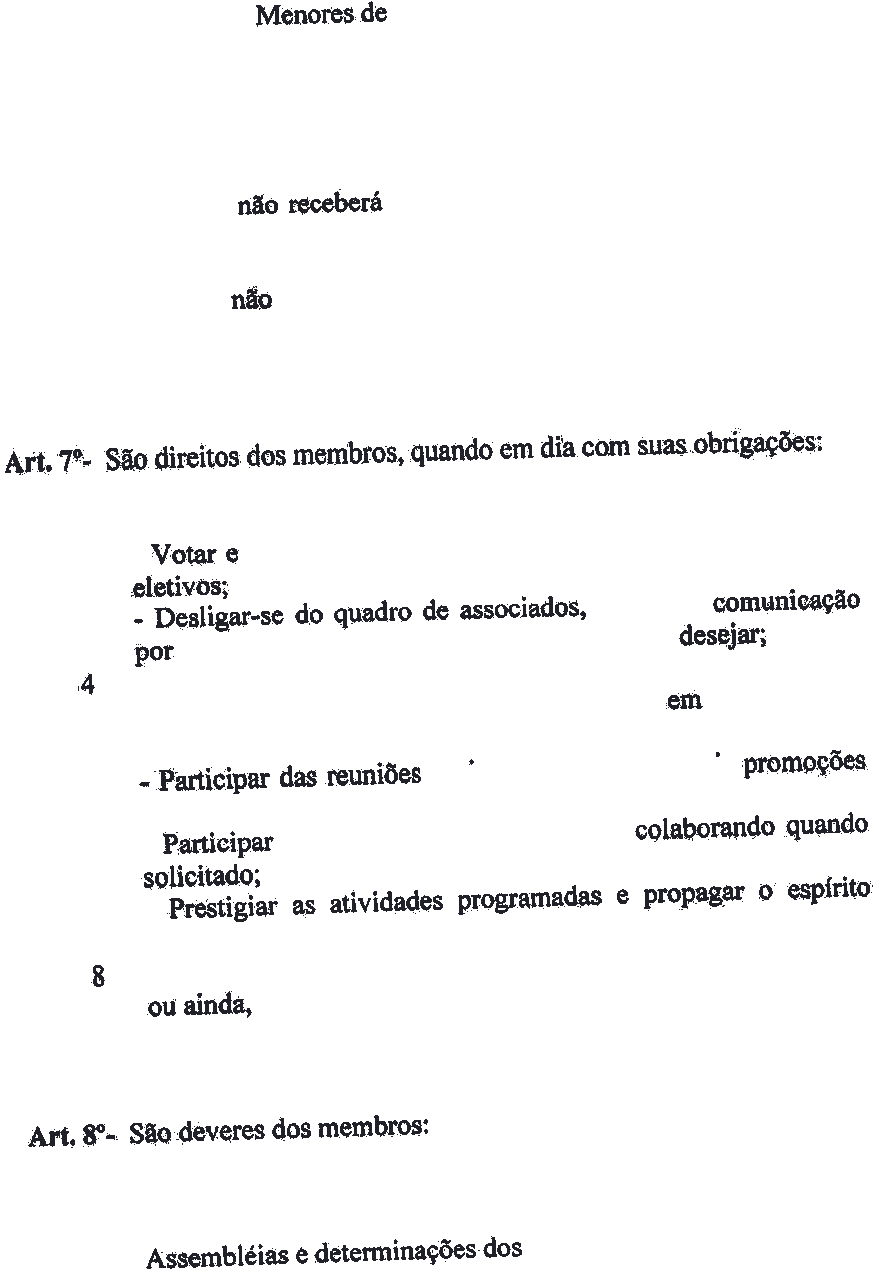 Menores de
não receberá
não
Art. 7º- São direitos dos membros, quando em dia com suas obrigações:
Votar e
eletivos;
- Desligar-se do quadro de associados, comunicação
por desejar;
4
em
- Participar das reuniões promoções
Participar colaborando quando
solicitado;
Prestigiar as atividades programadas e propagar o espírito
8
ou ainda,
Art. 8º- São deveres dos membros:
Assembléias e determinações dos